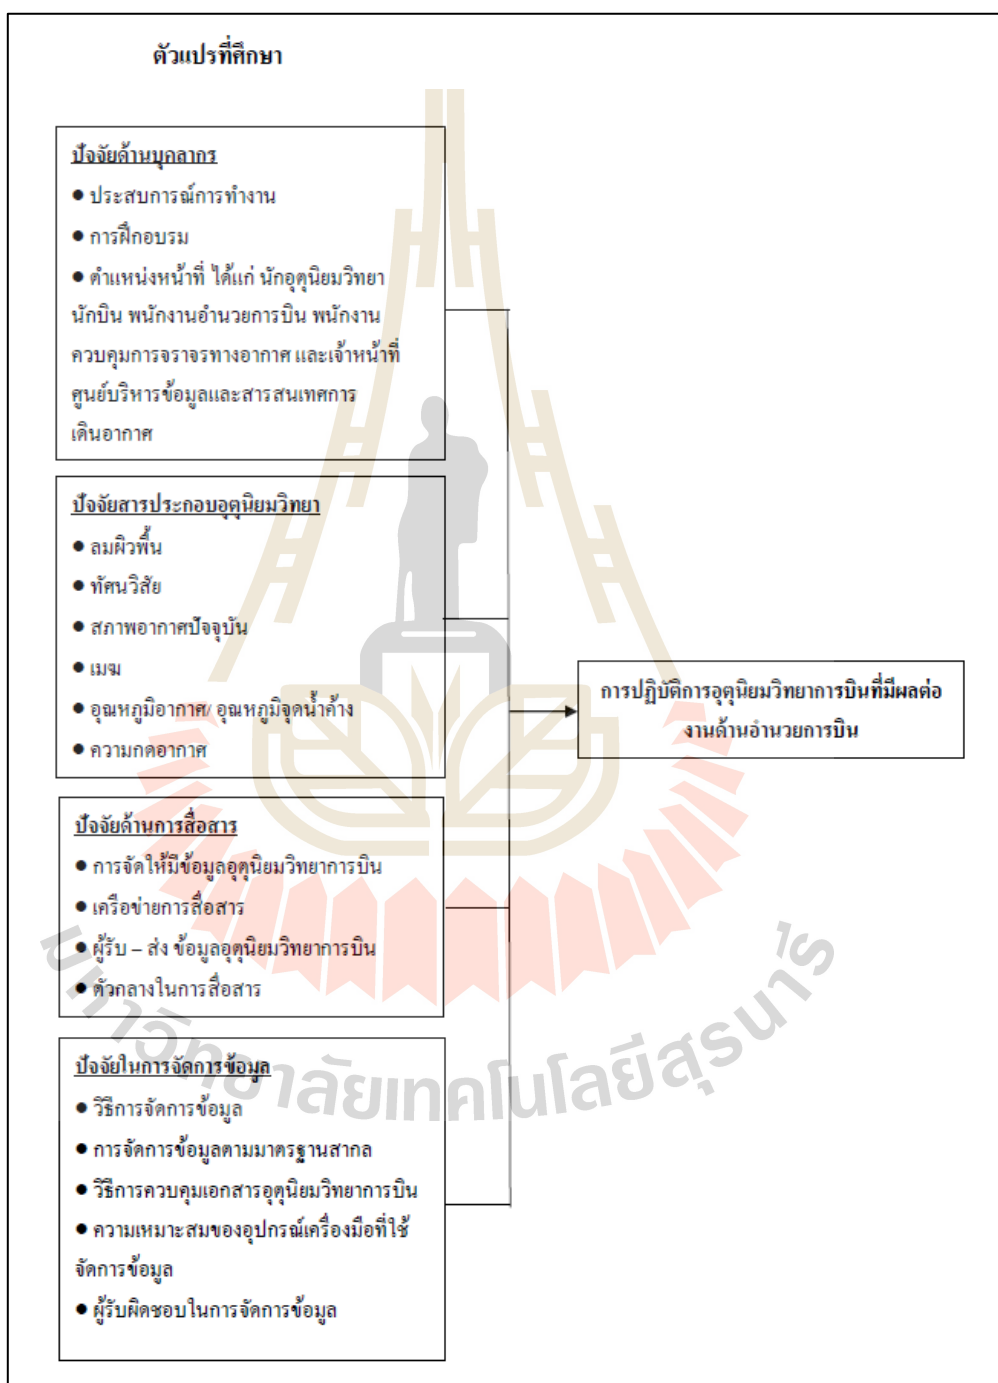 ตัวแปรที่ศึกษา
ปัจจัยด้านบุคลากร
● ประสบการณ์การทำงาน
● การฝึกอบรม
● ตำแหน่งหน้าที่ ได้แก่ นักอุตุนิยมวิทยา
นักบิน พนักงานอำนวยการบิน พนักงาน
ควบคุมการจราจรทางอากาศ และเจ้าหน้าที่
ศูนย์บริหารข้อมูลและสารสนเทศการ
เดินอากาศ
ปัจจัยสารประกอบอุตุนิยมวิทยา
● ลมผิวพื้น
● ทัศนวิสัย
● สภาพอากาศปัจจุบัน
● เมฆ
● อุณหภูมิอากาศ/ อุณหภูมิจุดน้ำค้าง
● ความกดอากาศ
ปัจจัยด้านการสื่อสาร
● การจัดให้มีข้อมูลอุตุนิยมวิทยาการบิน
● เครือข่ายการสื่อสาร
● ผู้รับ – ส่ง ข้อมูลอุตุนิยมวิทยาการบิน
● ตัวกลางในการสื่อสาร
ปัจจัยในการจัดการข้อมูล
● วิธีการจัดการข้อมูล
● การจัดการข้อมูลตามมาตรฐานสากล
● วิธีการควบคุมเอกสารอุตุนิยมวิทยาการบิน
● ความเหมาะสมของอุปกรณ์เครื่องมือที่ใช้
จัดการข้อมูล
● ผู้รับผิดชอบในการจัดการข้อมูล
การปฏิบัติการอุตุนิยมวิทยาการบินที่มีผลต่อ
งานด้านอำนวยการบิน
มหาวิทยาลัยเทคโนโลยีสุรนารี